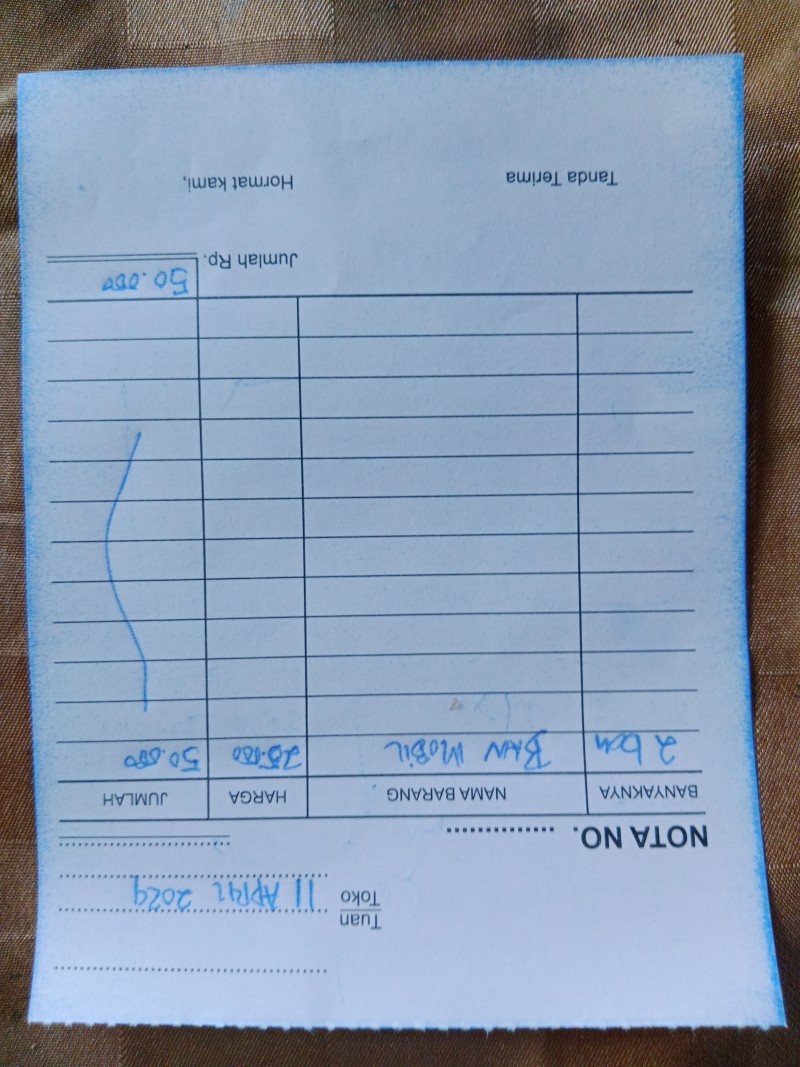 Tuan
Toko
11 APRIL 2024
NOTA NO. ...............
BANYAKNYA NAMA BARANG HARGA JUMLAH
2 ban BAN MOBIL 25.000 50.000
Jumlah Rp. 50.000
Tanda Terima Hormat kami,